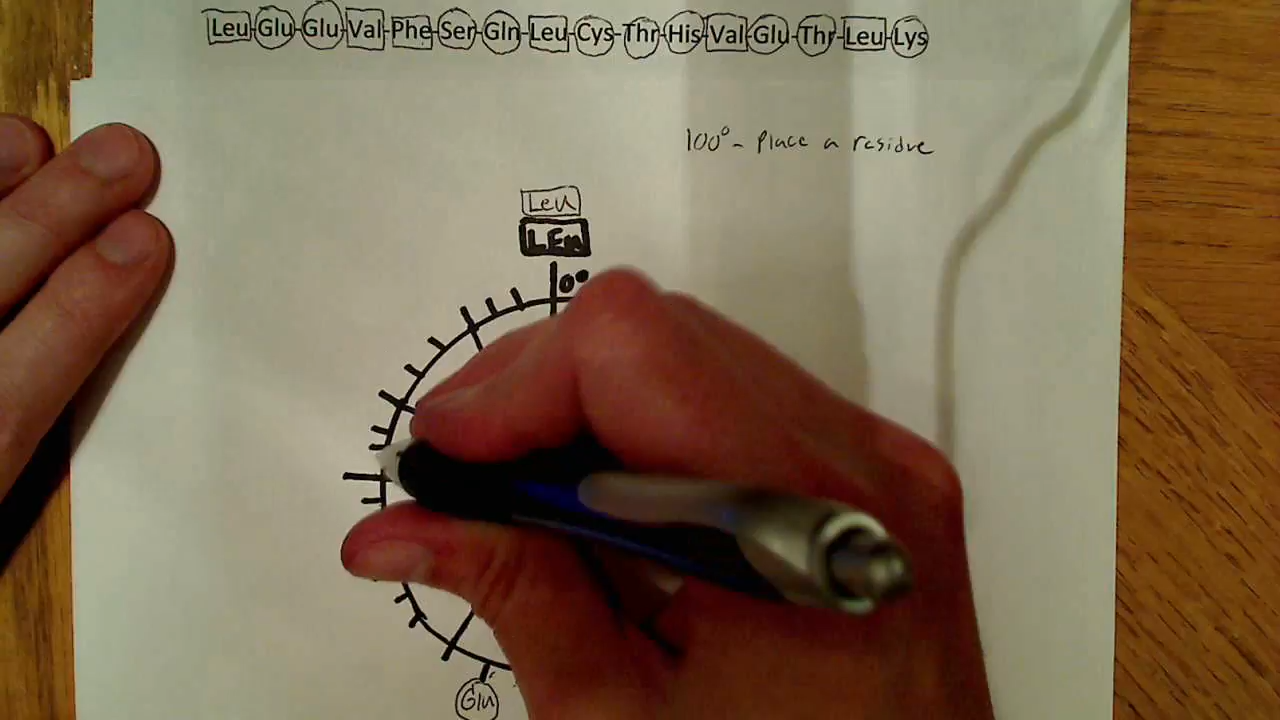 Leu-Glu-Glu-Val-Phe-Ser-Gln-Leu-Cys-Thr-His-Val-Glu-Thr-Leu-Lys
100° - Place a residue
Leu
LEu
0°
Glu